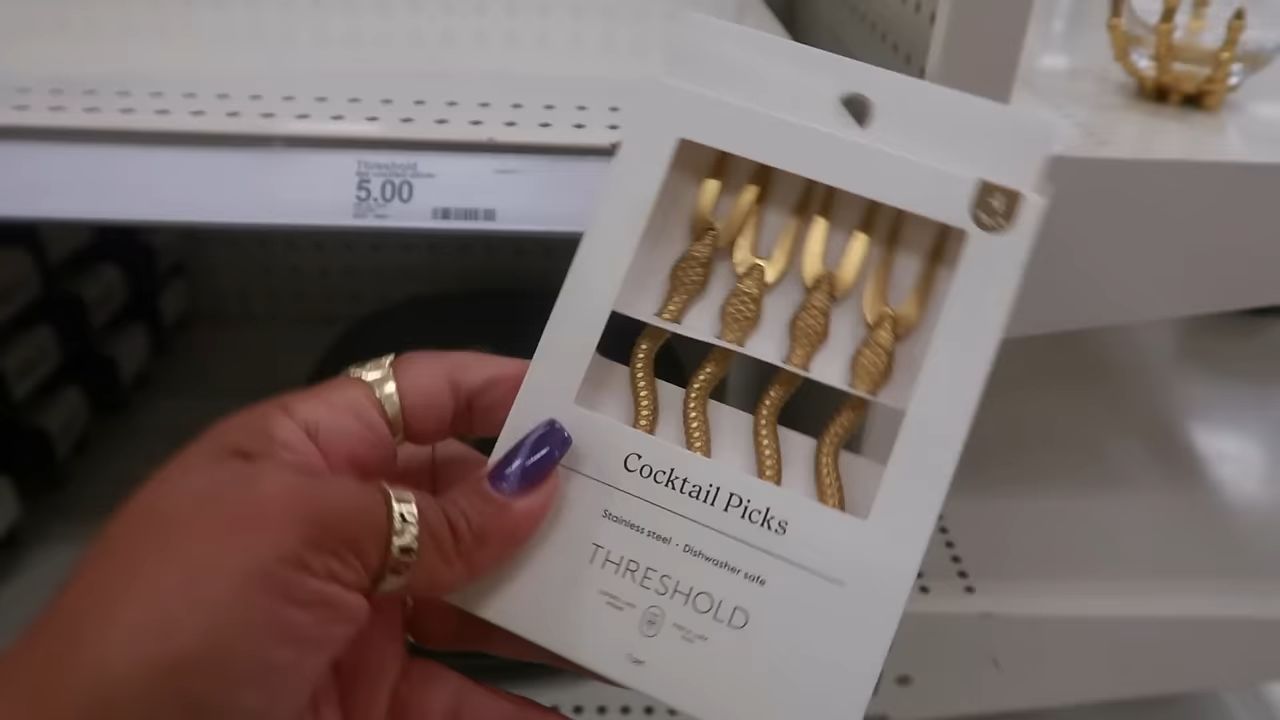 Threshold
5.00
Cocktail Picks
Stainless steel · Dishwasher safe
THRESHOLD